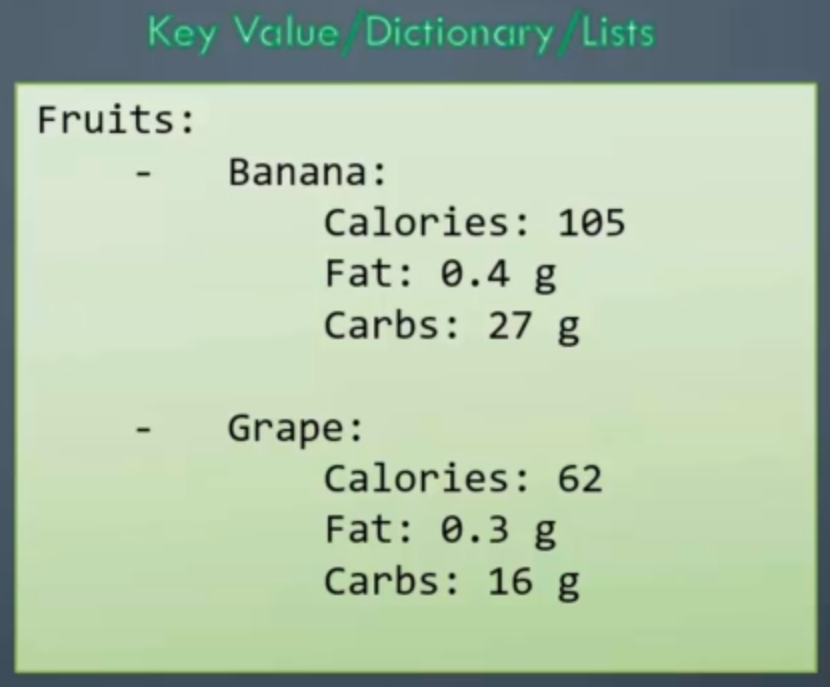 Key Value/Dictionary/Lists
Fruits:
- Banana:
Calories: 105
Fat: 0.4 g
Carbs: 27 g
- Grape:
Calories: 62
Fat: 0.3 g
Carbs: 16 g